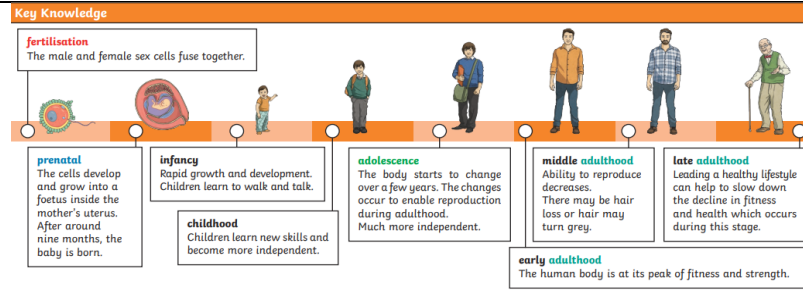 Key Knowledge
fertilisation
The male and female sex cells fuse together.
prenatal
The cells develop
and grow into a
foetus inside the
mother's uterus.
After around
nine months, the
baby is born.
infancy
Rapid growth and development.
Children learn to walk and talk.
childhood
Children learn new skills and
become more independent.
adolescence
The body starts to change
over a few years. The changes
occur to enable reproduction
during adulthood.
Much more independent.
early adulthood
The human body is at its peak of fitness and strength.
middle adulthood
Ability to reproduce
decreases.
There may be hair
loss or hair may
turn grey.
late adulthood
Leading a healthy lifestyle
can help to slow down
the decline in fitness
and health which occurs
during this stage.